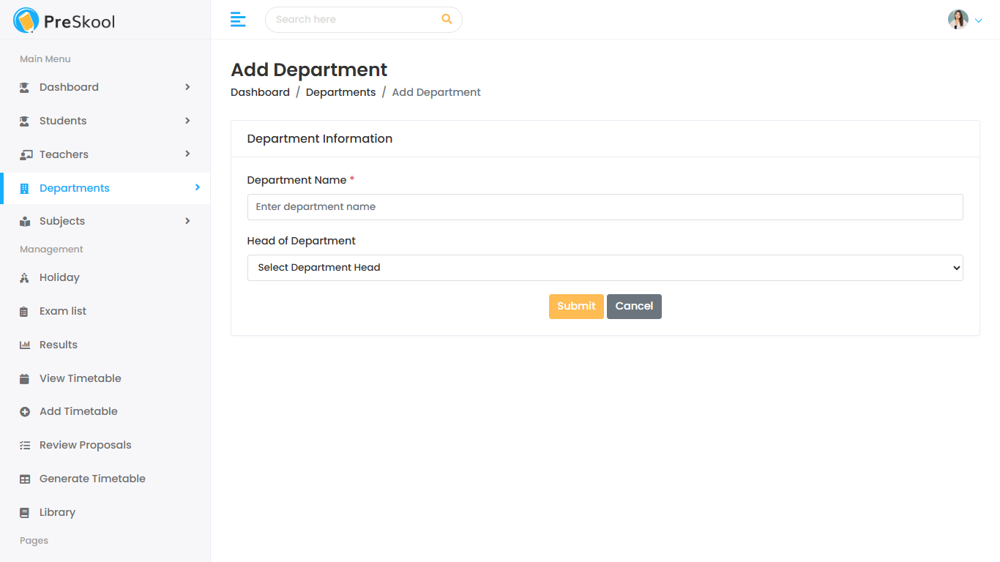 PreSkool
Search here
Main Menu
Dashboard
Students
Teachers
Departments
Subjects
Management
Holiday
Exam list
Results
View Timetable
Add Timetable
Review Proposals
Generate Timetable
Library
Pages
Add Department
Dashboard / Departments / Add Department
Department Information
Department Name *
Enter department name
Head of Department
Select Department Head
Submit Cancel